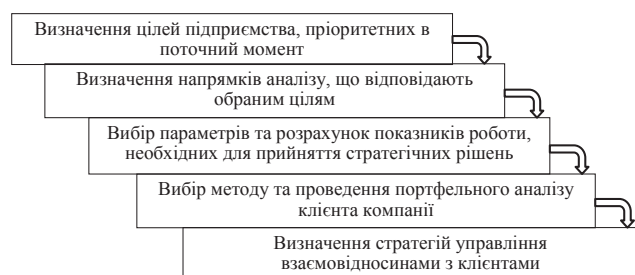 Визначення цілей підприємства, пріоритетних в
поточний момент
Визначення напрямків аналізу, що відповідають
обраним цілям
Вибір параметрів та розрахунок показників роботи,
необхідних для прийняття стратегічних рішень
Вибір методу та проведення портфельного аналізу
клієнта компанії
Визначення стратегій управління
взаємовідносинами з клієнтами